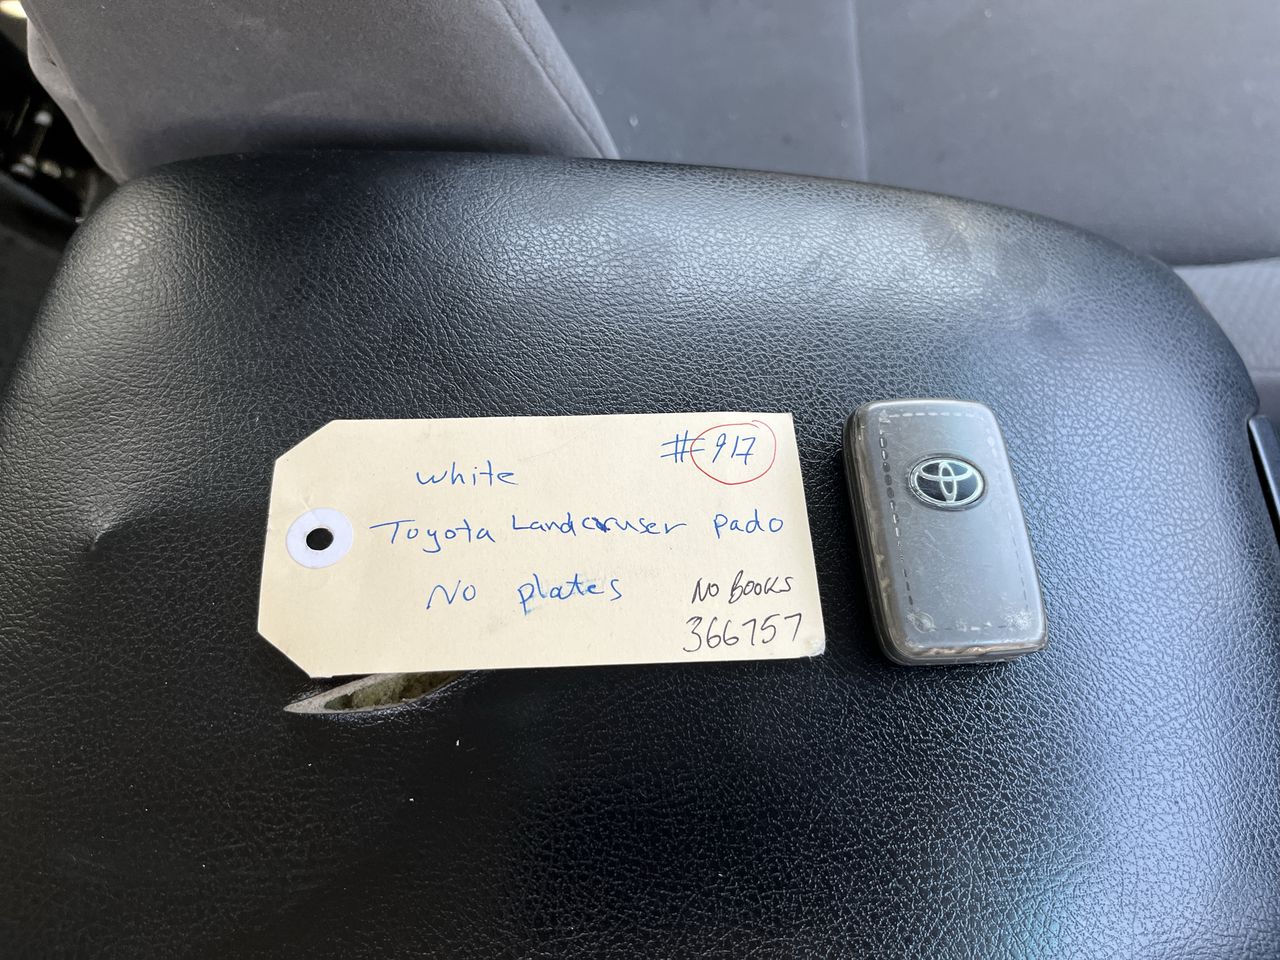 #917
white
Toyota Landcruser pado
No plates
No Books
366757